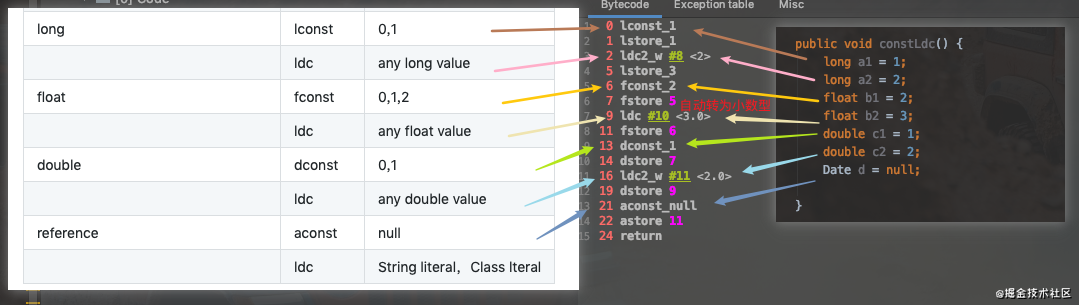 [0] Code
long lconst 0,1
ldc any long value
float fconst 0,1,2
ldc any float value
double dconst 0,1
ldc any double value
reference aconst null
ldc String literal，Class lteral
Bytecode Exception table Misc
1 0 lconst_1
2 1 lstore_1
3 2 ldc2_w #8 <2>
4 5 lstore_3
5 6 fconst_2
6 7 fstore 5
自动转为小数型
7 9 ldc #10 <3.0>
8 11 fstore 6
9 13 dconst_1
10 14 dstore 7
11 16 ldc2_w #11 <2.0>
12 19 dstore 9
13 21 aconst_null
14 22 astore 11
15 24 return
public void constLdc() {
long a1 = 1;
long a2 = 2;
float b1 = 2;
float b2 = 3;
double c1 = 1;
double c2 = 2;
Date d = null;
}
@掘金技术社区